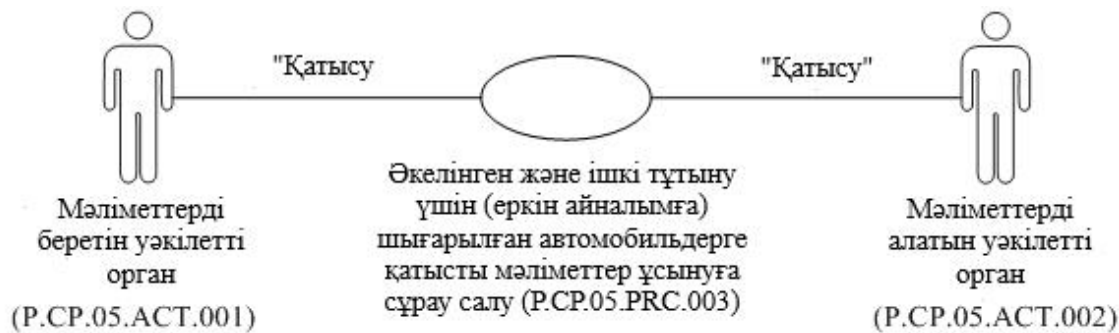 "Қатысу
"Қатысу"
Мәліметтерді
беретін уәкілетті
орган
(P.CP.05.ACT.001)
Әкелінген және ішкі тұтыну
үшін (еркін айналымға)
шығарылған автомобильдерге
қатысты мәліметтер ұсынуға
сұрау салу (P.CP.05.PRC.003)
Мәліметтерді
алатын уәкілетті
орган
(P.CP.05.ACT.002)